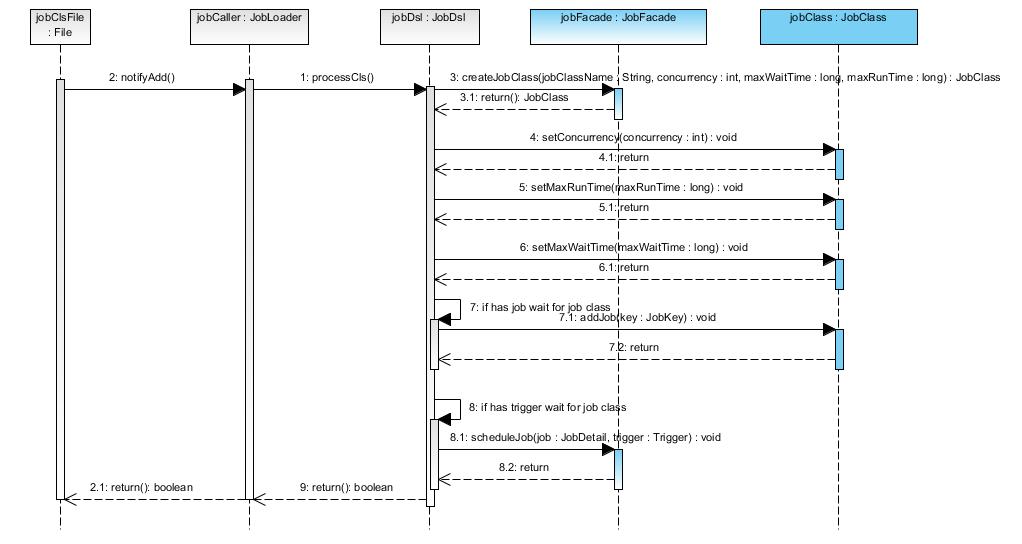 jobClsFile
: File
jobCaller : JobLoader
jobDsl : JobDsl
jobFacade : JobFacade
jobClass : JobClass
2: notifyAdd()
1: processCls()
3: createJobClass(jobClassName : String, concurrency : int, maxWaitTime : long, maxRunTime : long) : JobClass
3.1: return(): JobClass
4: setConcurrency(concurrency : int) : void
4.1: return
5: setMaxRunTime(maxRunTime : long) : void
5.1: return
6: setMaxWaitTime(maxWaitTime : long) : void
6.1: return
7: if has job wait for job class
7.1: addJob(key : JobKey) : void
7.2: return
8: if has trigger wait for job class
8.1: scheduleJob(job : JobDetail, trigger : Trigger) : void
8.2: return
2.1: return(): boolean
9: return(): boolean